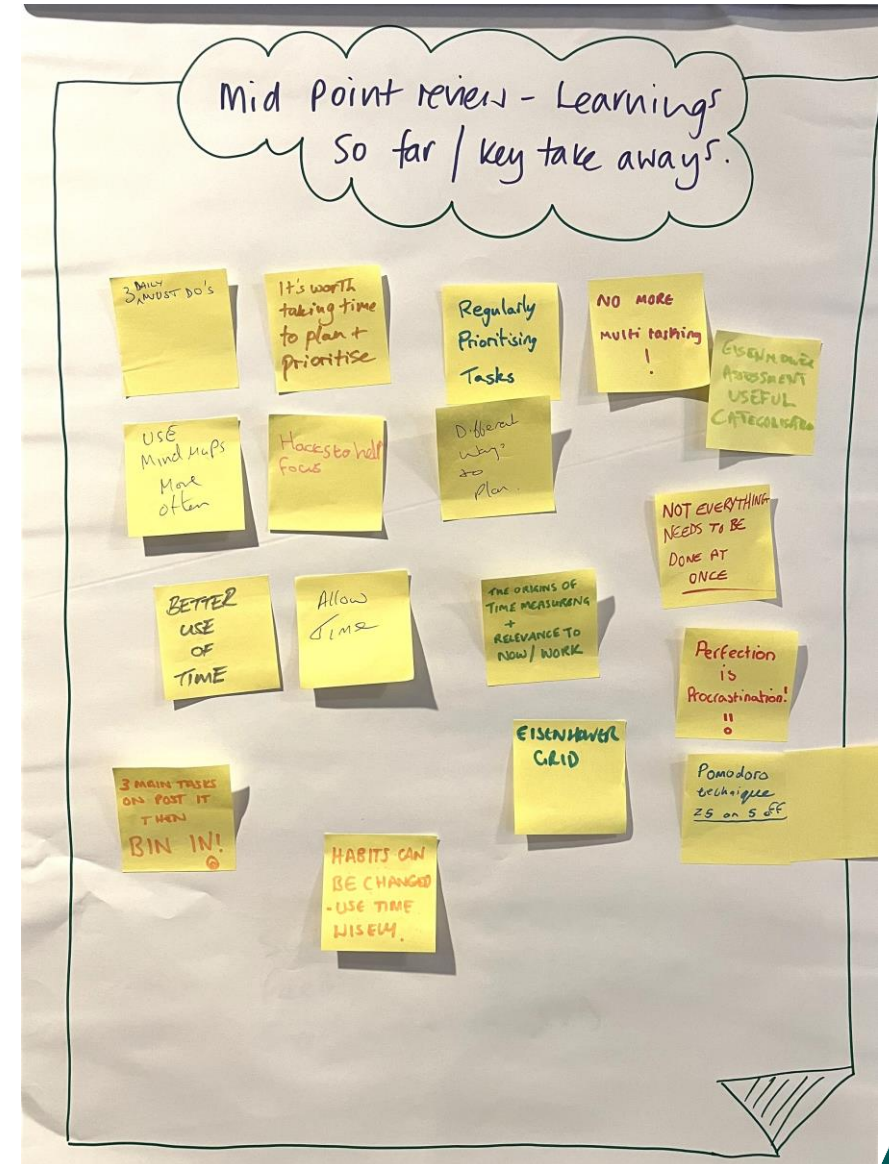 Mid Point review - Learnings
So far / key take aways.
3 DAILY MUST DO'S
It's worth
taking time
to plan +
prioritise
Regularly
Prioritising
Tasks
NO MORE
Multi tasking
!
EISENHOWER
ASSESSMENT
USEFUL
USE
Mind Maps
More
often
Hacks to help
focus
Different
ways
to
Plan.
NOT EVERYTHING
NEEDS TO BE
DONE AT
ONCE
BETTER
USE
OF
TIME
Allow
Time
THE ORIGINS OF
TIME MEASURENG
+
RELEVANCE TO
NOW / WORK
Perfection
is
Procrastination!
!!
3 MAIN TASKS
ON POST IT
THEN
BIN IN!
HABITS CAN
BE CHANGED
- USE TIME
WISELY.
EISENHOWER
GRID
Pomodoro
technique
25 on 5 off